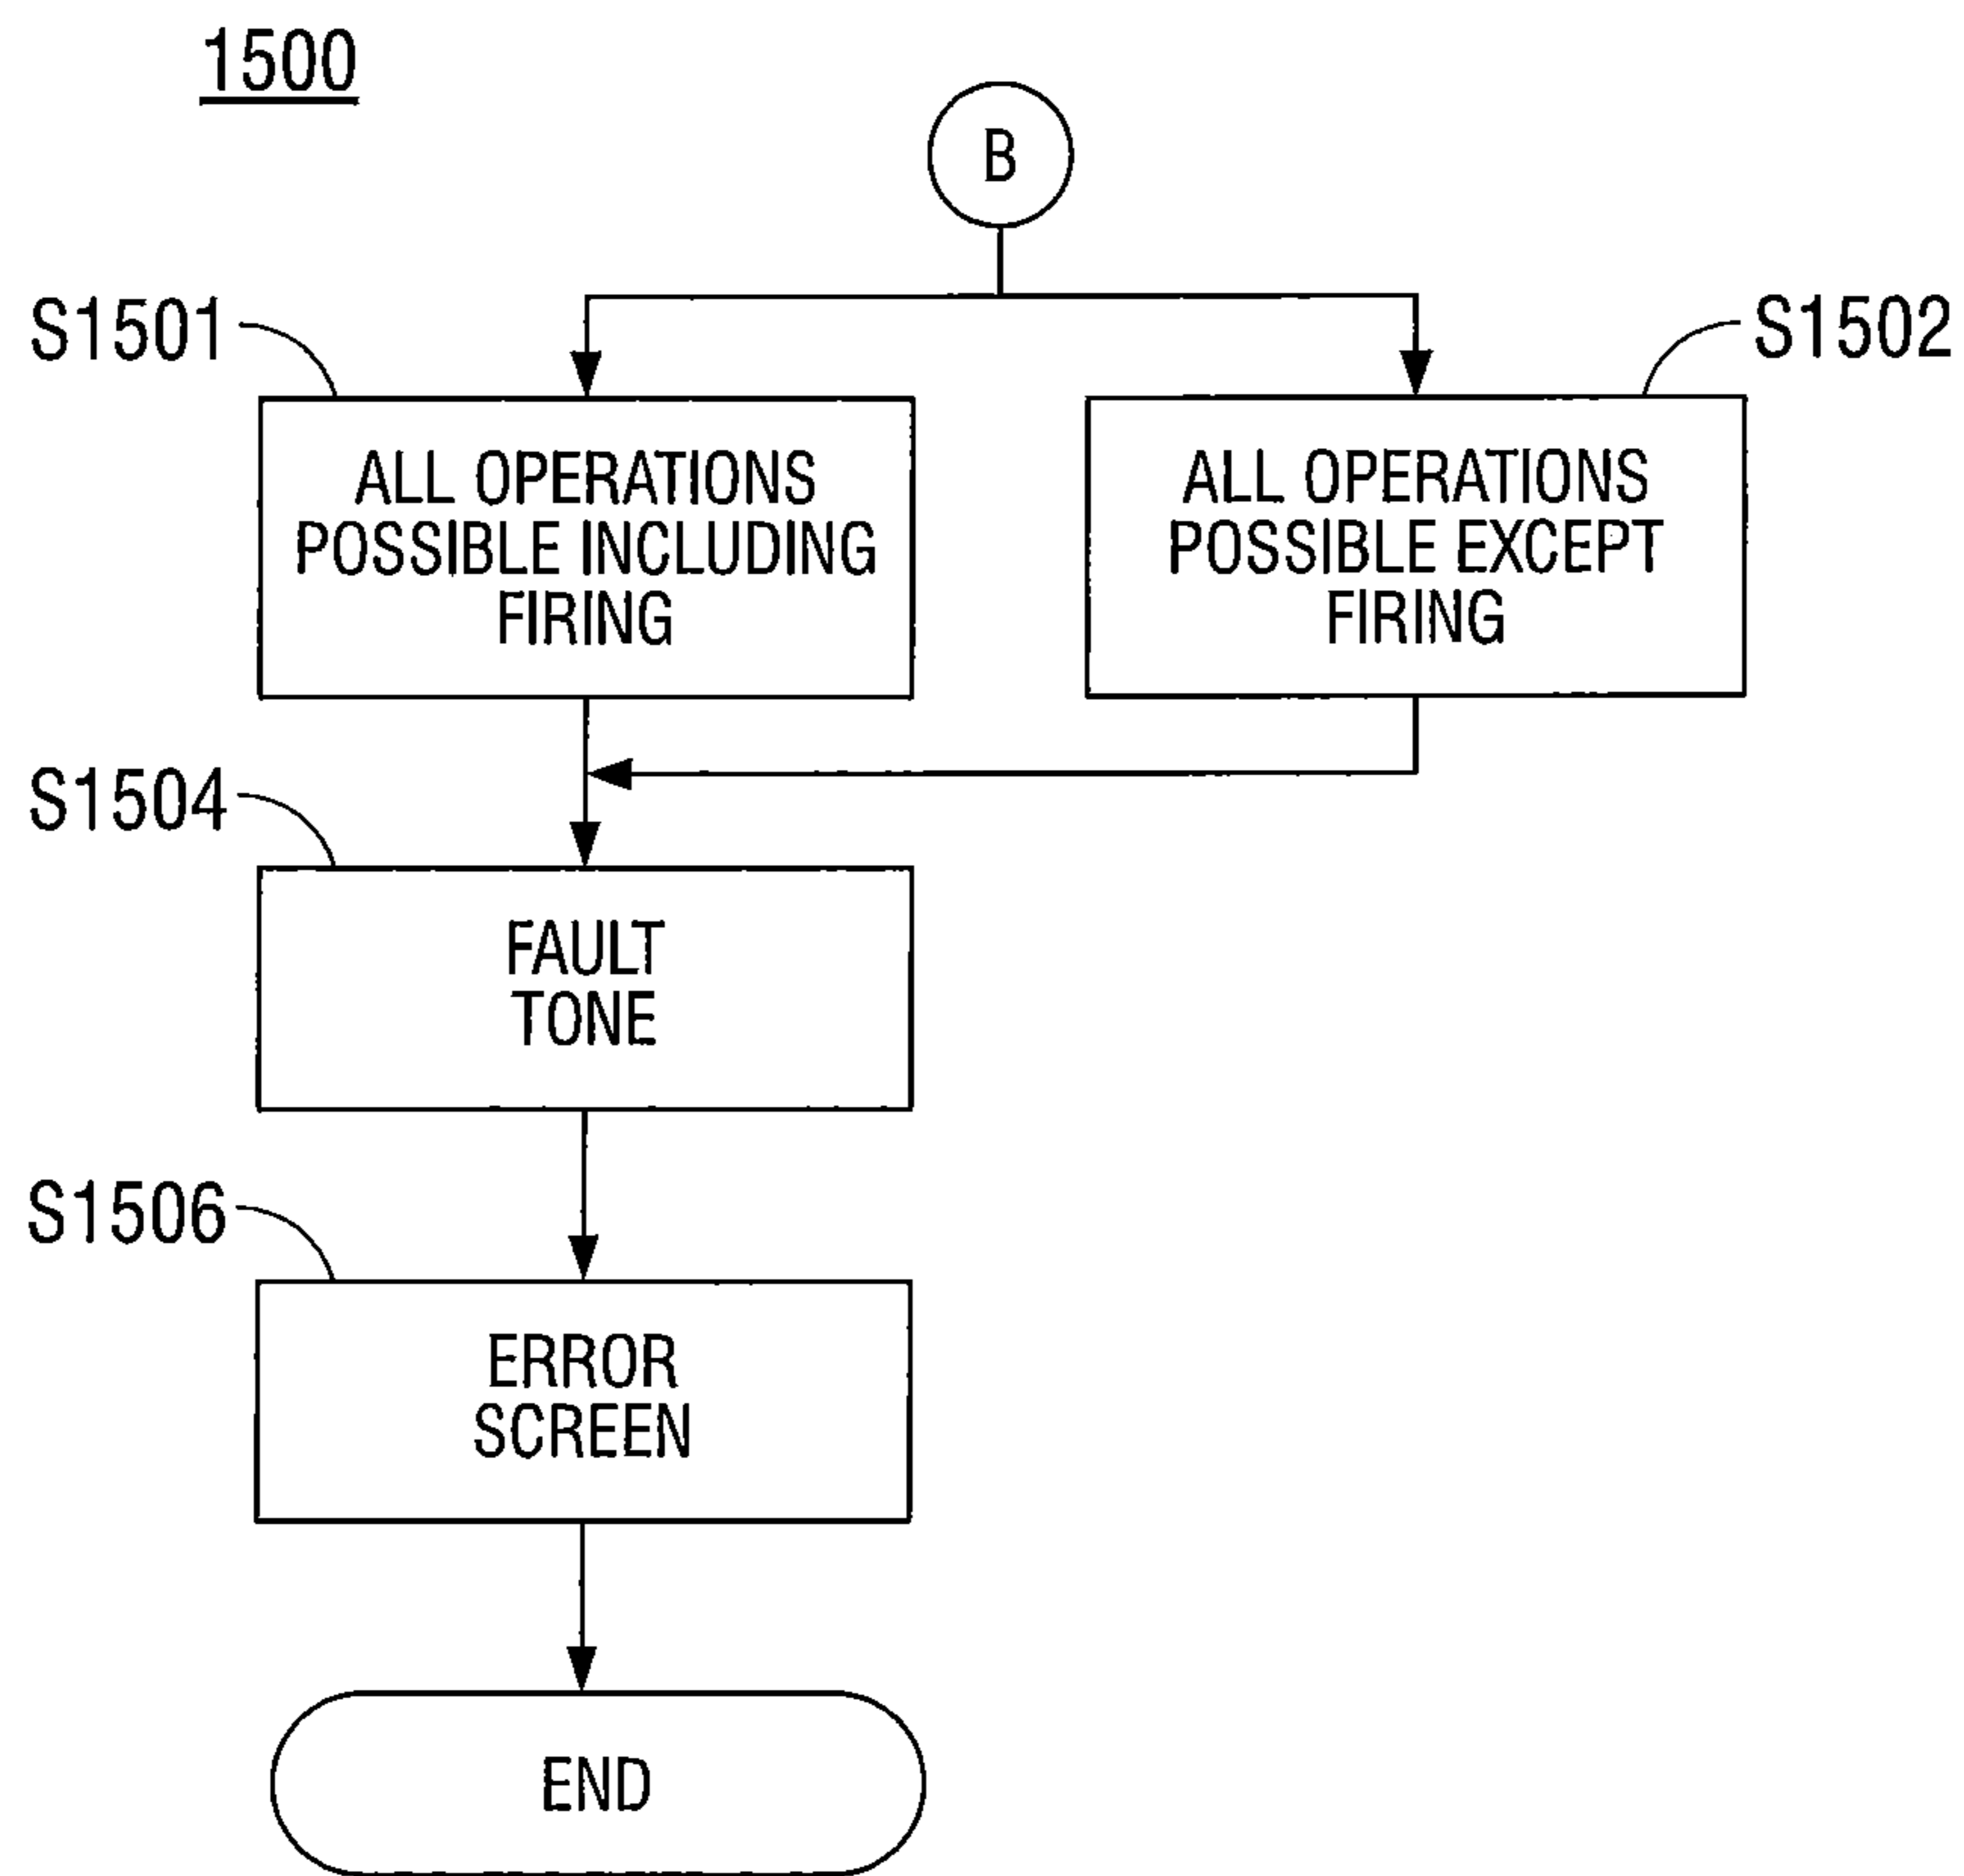 1500
B
S1501
S1502
ALL OPERATIONS
POSSIBLE INCLUDING
FIRING
ALL OPERATIONS
POSSIBLE EXCEPT
FIRING
S1504
FAULT
TONE
S1506
ERROR
SCREEN
END